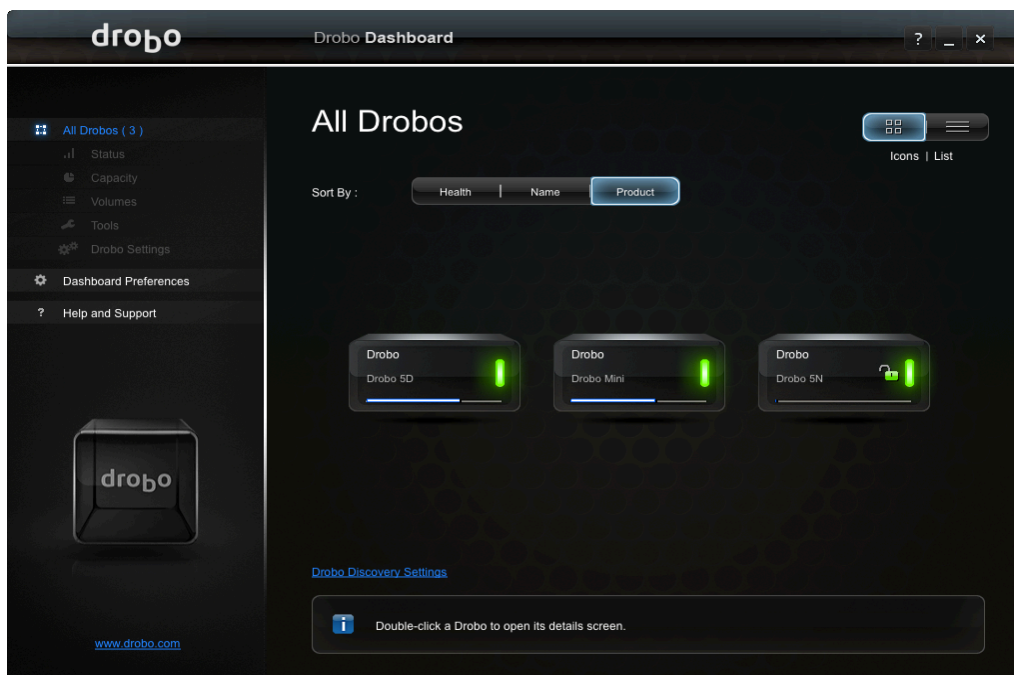 drobo
Drobo Dashboard
? _ ×
All Drobos ( 3 )
Status
Capacity
Volumes
Tools
Drobo Settings
Dashboard Preferences
? Help and Support
drobo
www.drobo.com
All Drobos
Icons | List
Sort By :
Health | Name Product
Drobo
Drobo 5D
Drobo
Drobo Mini
Drobo
Drobo 5N
Drobo Discovery Settings
i Double-click a Drobo to open its details screen.